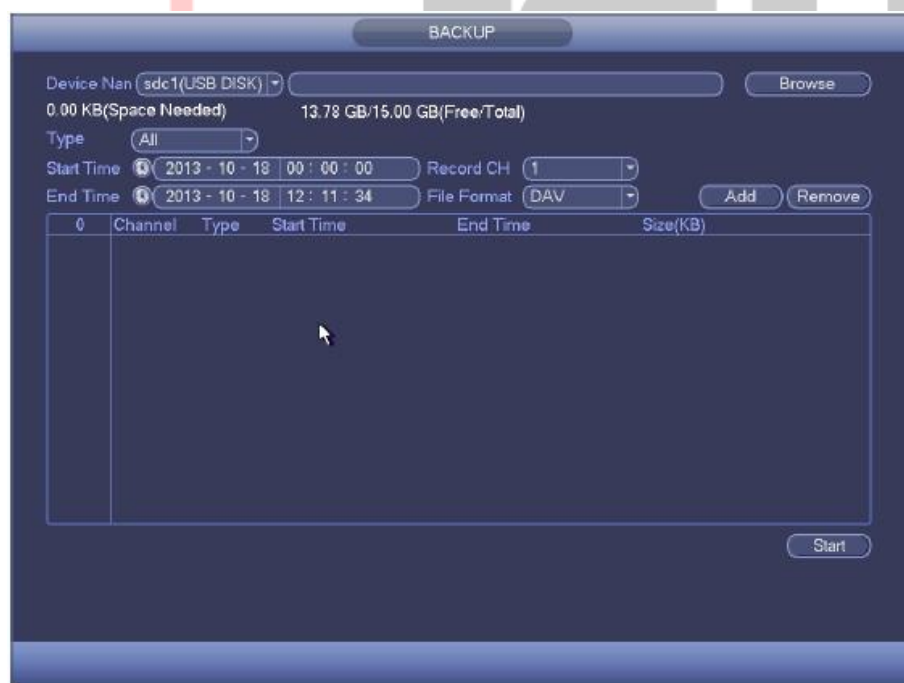 BACKUP
Device Nan sdc1(USB DISK) Browse
0.00 KB(Space Needed) 13.78 GB/15.00 GB(Free/Total)
Type All
Start Time 2013 - 10 - 18 00 : 00 : 00 Record CH 1
End Time 2013 - 10 - 18 12 : 11 : 34 File Format DAV Add Remove
0 Channel Type Start Time End Time Size(KB)
Start